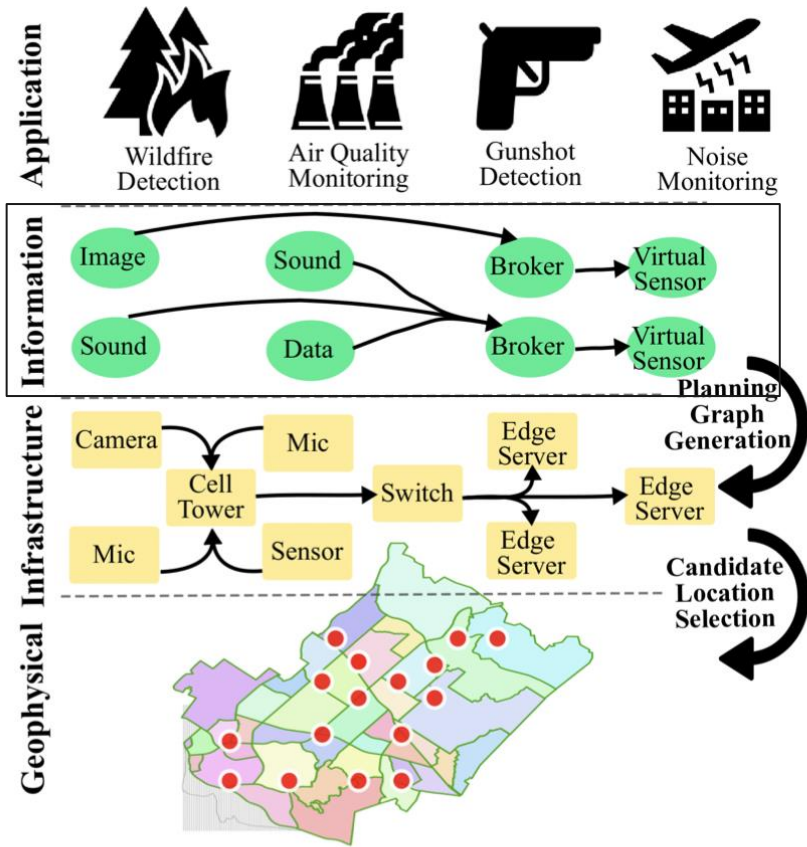 Application
Wildfire
Detection
Air Quality
Monitoring
Gunshot
Detection
Noise
Monitoring
Information
Image
Sound
Broker
Virtual
Sensor
Sound
Data
Broker
Virtual
Sensor
Planning
Graph
Generation
Infrastructure
Camera
Mic
Cell
Tower
Switch
Edge
Server
Edge
Server
Mic
Sensor
Edge
Server
Candidate
Location
Selection
Geophysical